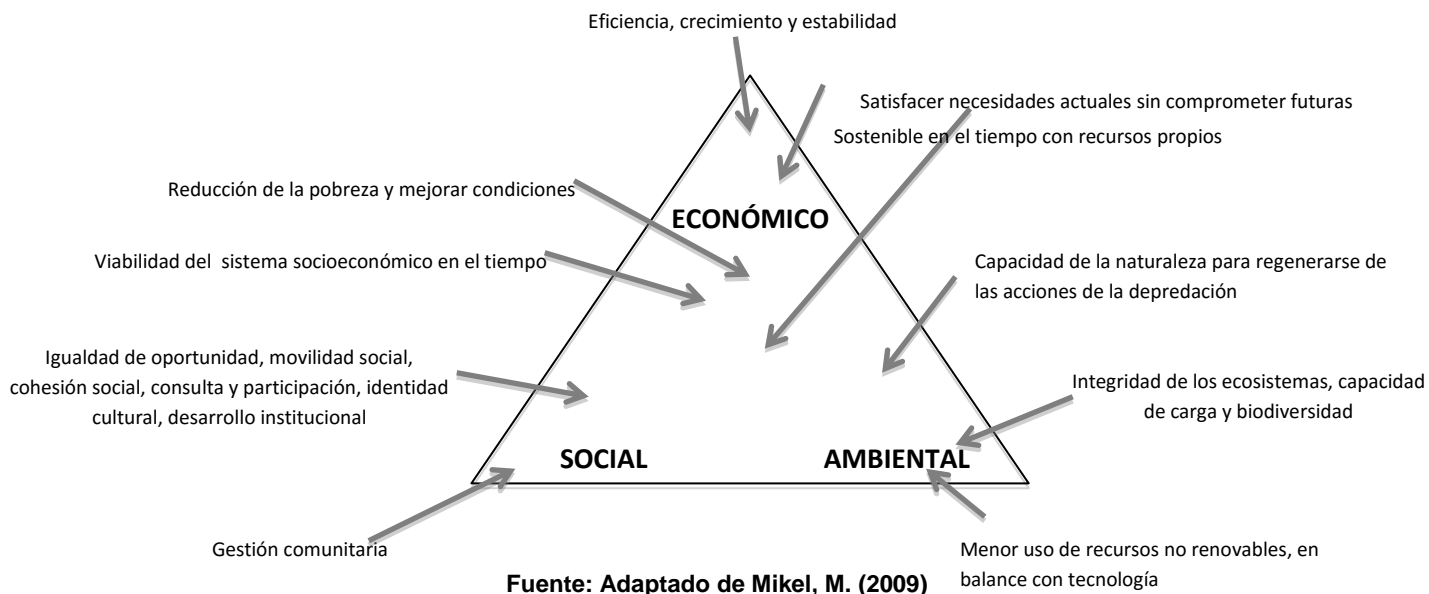 Eficiencia, crecimiento y estabilidad
Satisfacer necesidades actuales sin comprometer futuras
Sostenible en el tiempo con recursos propios
Reducción de la pobreza y mejorar condiciones
ECONÓMICO
Viabilidad del sistema socioeconómico en el tiempo
Capacidad de la naturaleza para regenerarse de
las acciones de la depredación
Igualdad de oportunidad, movilidad social,
cohesión social, consulta y participación, identidad
cultural, desarrollo institucional
Integridad de los ecosistemas, capacidad
de carga y biodiversidad
SOCIAL
AMBIENTAL
Gestión comunitaria
Menor uso de recursos no renovables, en
balance con tecnología
Fuente: Adaptado de Mikel, M. (2009)